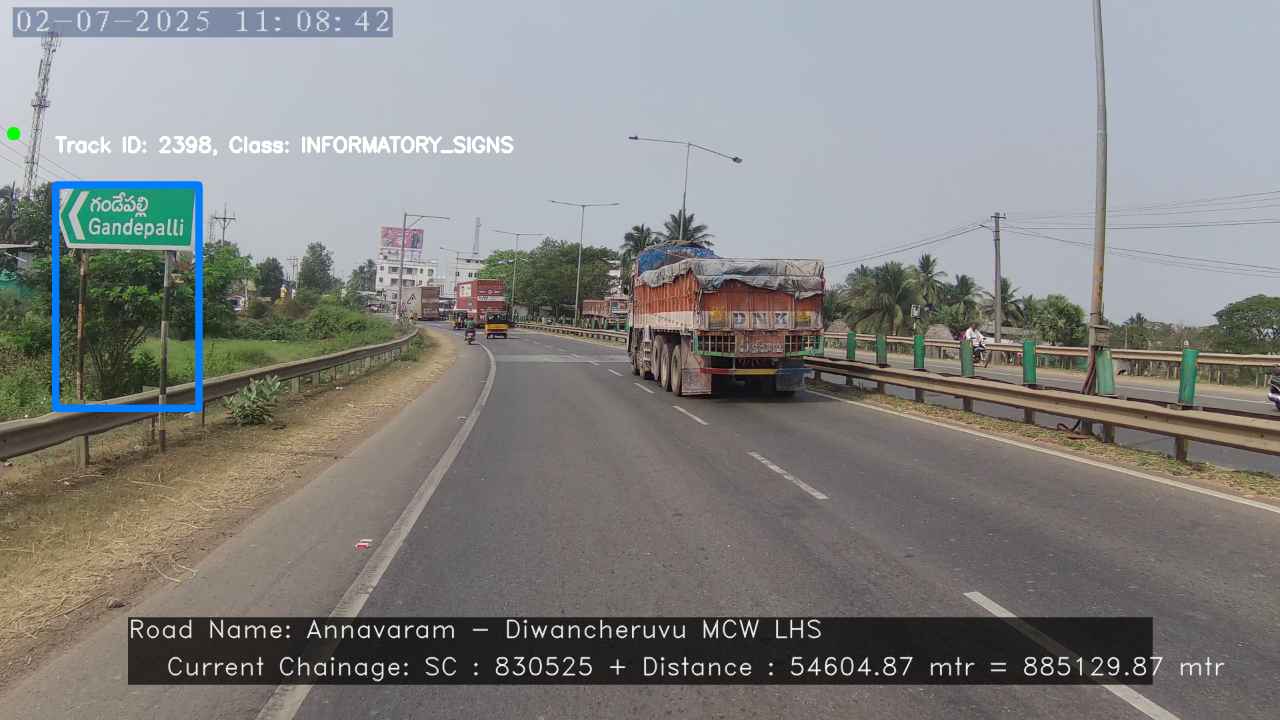 02-07-2025 11:08:42
Track ID: 2398, Class: INFORMATORY_SIGNS
గండేపల్లి
Gandepalli
DNK
Road Name: Annavaram - Diwancheruvu MCW LHS
Current Chainage: SC : 830525 + Distance : 54604.87 mtr = 885129.87 mtr